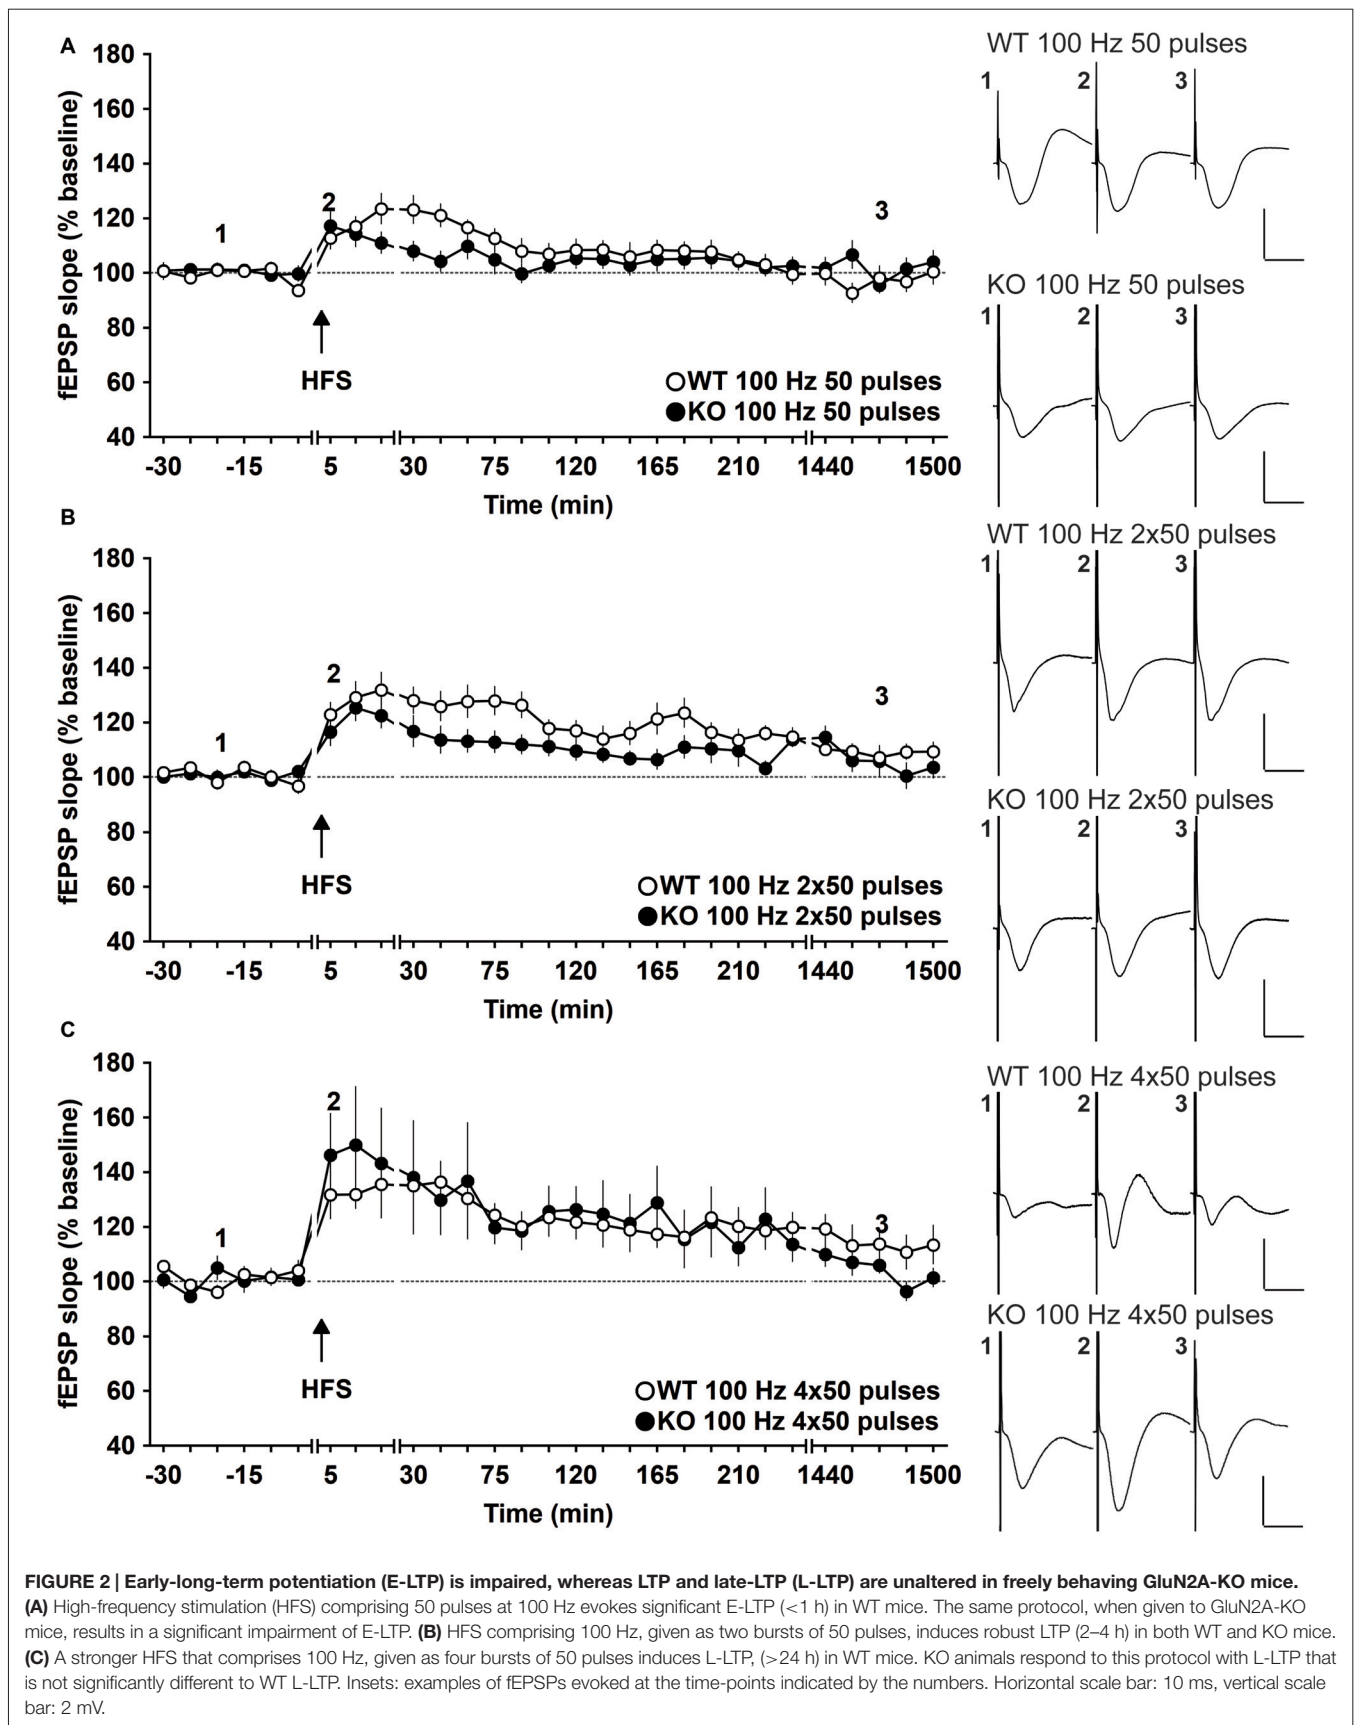 A
180
160
140
120
100
80
60
40
fEPSP slope (% baseline)
1
2
3
HFS
WT 100 Hz 50 pulses
KO 100 Hz 50 pulses
-30 -15 5 30 75 120 165 210 1440 1500
Time (min)
WT 100 Hz 50 pulses
1 2 3
KO 100 Hz 50 pulses
1 2 3
B
180
160
140
120
100
80
60
40
fEPSP slope (% baseline)
1
2
3
HFS
WT 100 Hz 2x50 pulses
KO 100 Hz 2x50 pulses
-30 -15 5 30 75 120 165 210 1440 1500
Time (min)
WT 100 Hz 2x50 pulses
1 2 3
KO 100 Hz 2x50 pulses
1 2 3
C
180
160
140
120
100
80
60
40
fEPSP slope (% baseline)
1
2
3
HFS
WT 100 Hz 4x50 pulses
KO 100 Hz 4x50 pulses
-30 -15 5 30 75 120 165 210 1440 1500
Time (min)
WT 100 Hz 4x50 pulses
1 2 3
KO 100 Hz 4x50 pulses
1 2 3
FIGURE 2 | Early-long-term potentiation (E-LTP) is impaired, whereas LTP and late-LTP (L-LTP) are unaltered in freely behaving GluN2A-KO mice.
(A) High-frequency stimulation (HFS) comprising 50 pulses at 100 Hz evokes significant E-LTP (<1 h) in WT mice. The same protocol, when given to GluN2A-KO
mice, results in a significant impairment of E-LTP. (B) HFS comprising 100 Hz, given as two bursts of 50 pulses, induces robust LTP (2–4 h) in both WT and KO mice.
(C) A stronger HFS that comprises 100 Hz, given as four bursts of 50 pulses induces L-LTP, (>24 h) in WT mice. KO animals respond to this protocol with L-LTP that
is not significantly different to WT L-LTP. Insets: examples of fEPSPs evoked at the time-points indicated by the numbers. Horizontal scale bar: 10 ms, vertical scale
bar: 2 mV.